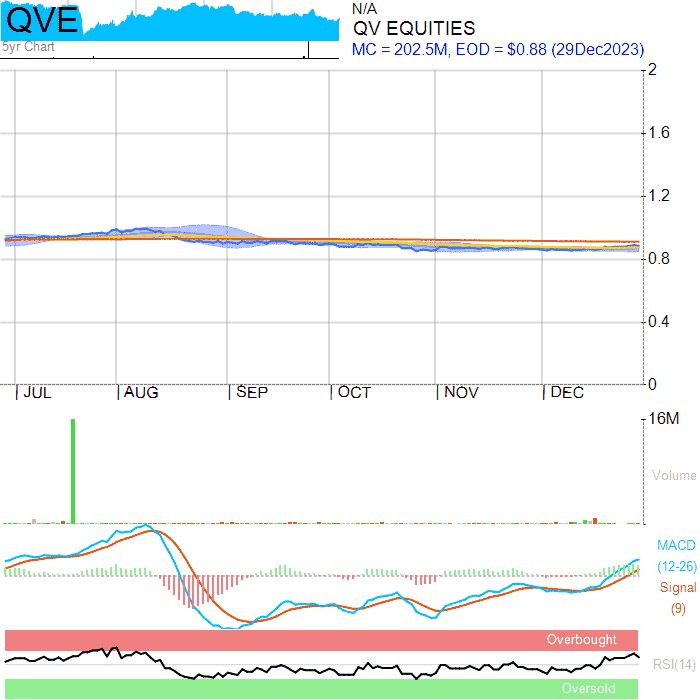 QVE
5yr Chart
N/A
QV EQUITIES
MC = 202.5M, EOD = $0.88 (29Dec2023)
2
1.6
1.2
0.8
0.4
0
JUL AUG SEP OCT NOV DEC
16M
Volume
MACD
(12-26)
Signal
(9)
Overbought
RSI(14)
Oversold